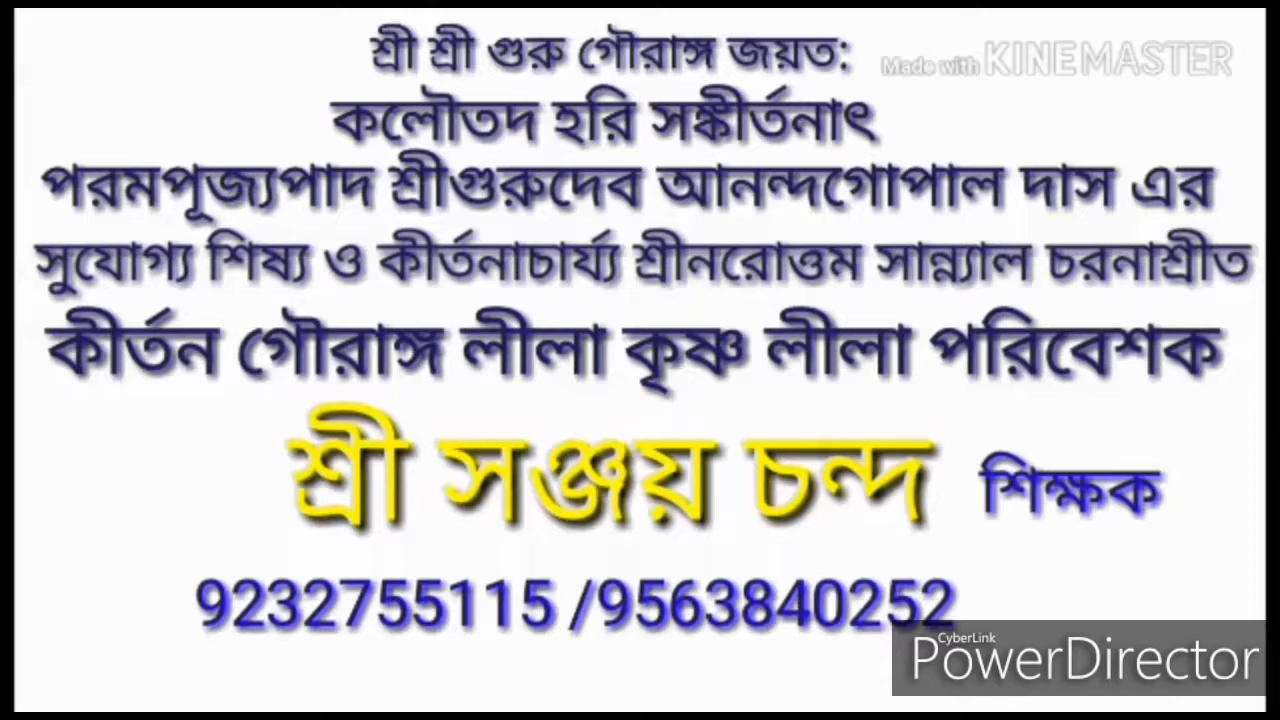 শ্রী শ্রী গুরু গৌরাঙ্গ জয়ত:
Made with KINEMASTER
কলৌতদ হরি সঙ্কীর্তনাৎ
পরমপূজ্যপাদ শ্রীগুরুদেব আনন্দগোপাল দাস এর
সুযোগ্য শিষ্য ও কীর্তনাচার্য্য শ্রীনরোত্তম সান্ন্যাল চরনাশ্রীত
কীর্তন গৌরাঙ্গ লীলা কৃষ্ণ লীলা পরিবেশক
শ্রী সঞ্জয় চন্দ শিক্ষক
9232755115 /9563840252
CyberLink
PowerDirector